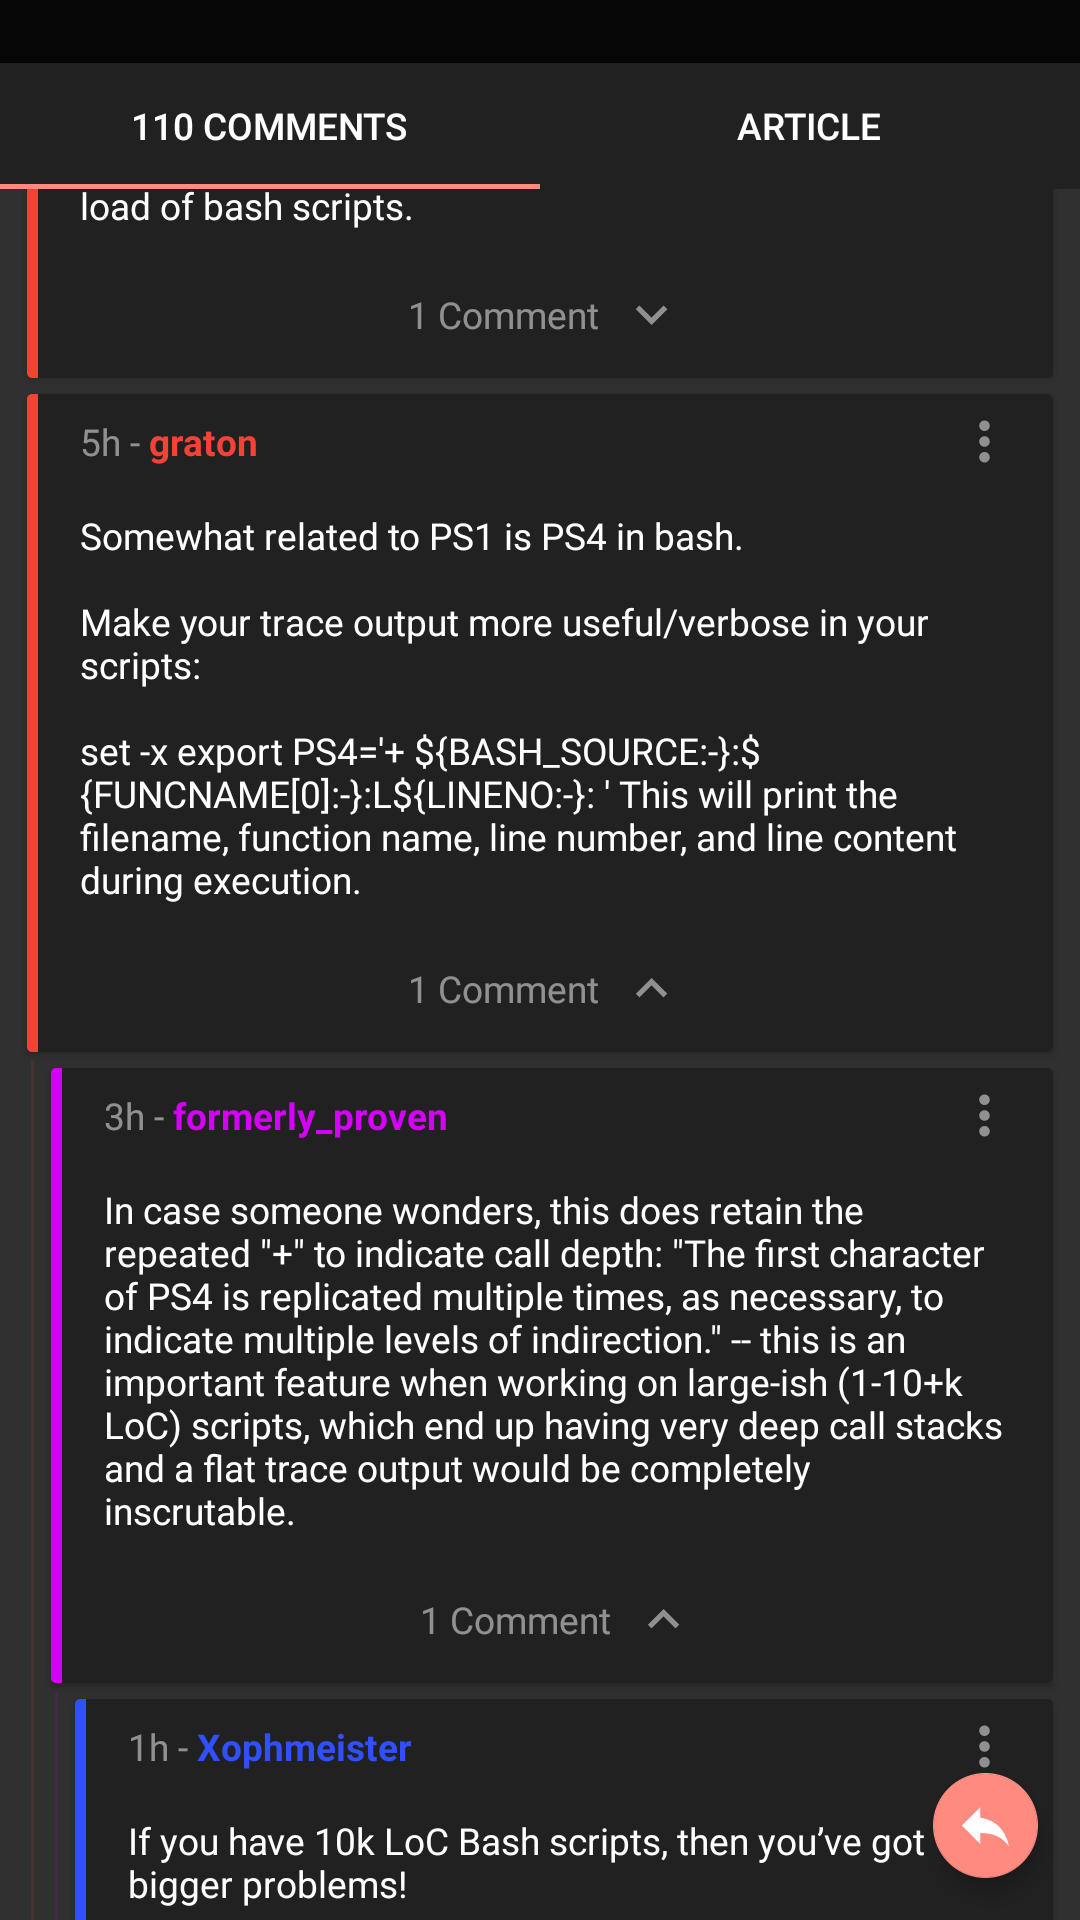 110 COMMENTS
ARTICLE
load of bash scripts.
1 Comment
5h - graton
Somewhat related to PS1 is PS4 in bash.
Make your trace output more useful/verbose in your
scripts:
set -x export PS4='+ ${BASH_SOURCE:-}:$
{FUNCNAME[0]:-}:L${LINENO:-}: ' This will print the
filename, function name, line number, and line content
during execution.
1 Comment
3h - formerly_proven
In case someone wonders, this does retain the
repeated "+" to indicate call depth: "The first character
of PS4 is replicated multiple times, as necessary, to
indicate multiple levels of indirection." -- this is an
important feature when working on large-ish (1-10+k
LoC) scripts, which end up having very deep call stacks
and a flat trace output would be completely
inscrutable.
1 Comment
1h - Xophmeister
If you have 10k LoC Bash scripts, then you’ve got
bigger problems!